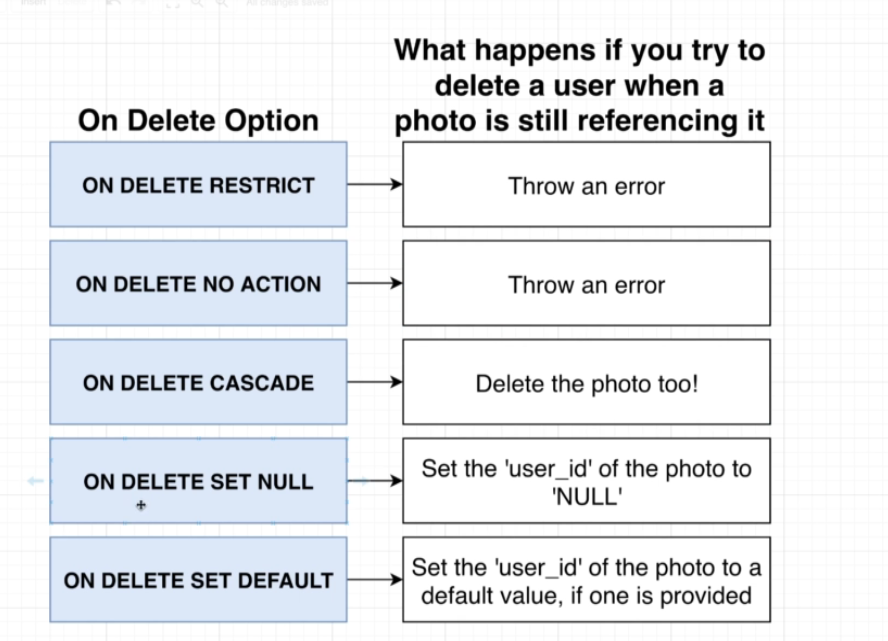 Insert
All changes saved
What happens if you try to
delete a user when a
On Delete Option
photo is still referencing it
ON DELETE RESTRICT
Throw an error
ON DELETE NO ACTION
Throw an error
ON DELETE CASCADE
Delete the photo too!
ON DELETE SET NULL
Set the 'user_id' of the photo to
'NULL'
ON DELETE SET DEFAULT
Set the 'user_id' of the photo to a
default value, if one is provided